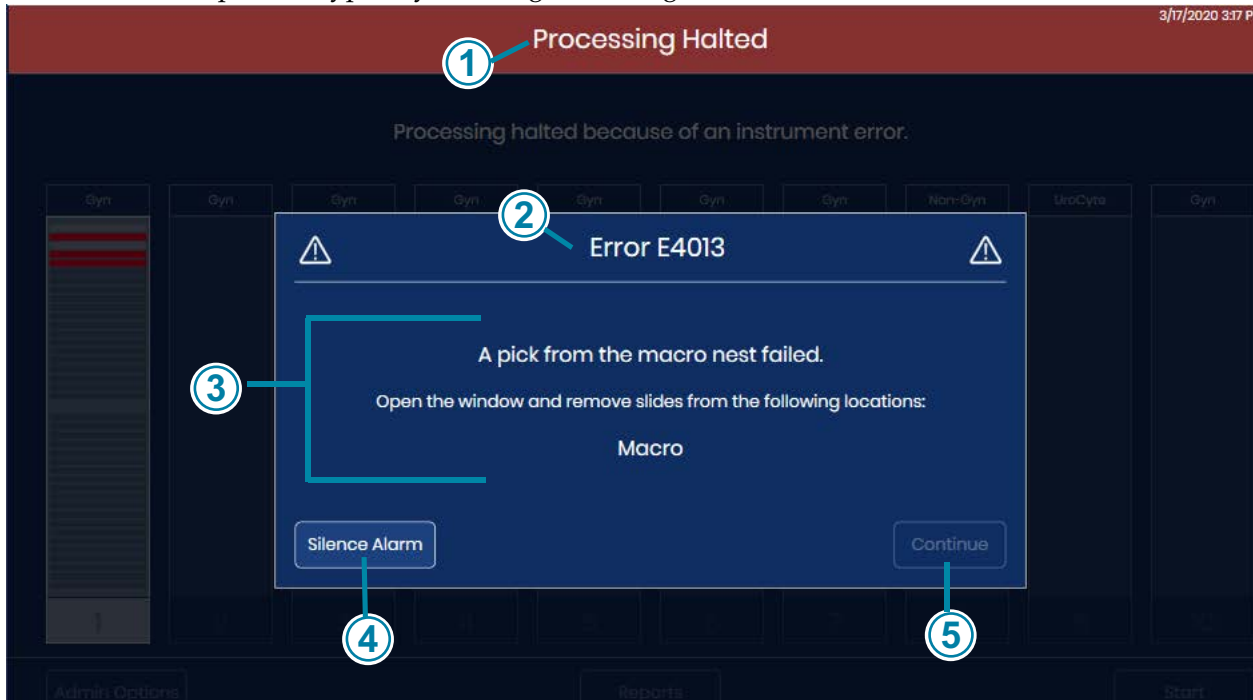 3/17/2020 3:17 P
Processing Halted
1
Processing halted because of an instrument error.
Gyn Gyn Gyn Gyn Gyn Gyn Gyn Non-Gyn UroCyte Gyn
2
Error E4013
A pick from the macro nest failed.
3
Open the window and remove slides from the following locations:
Macro
Silence Alarm Continue
1
4 5
Admin Options Reports Start